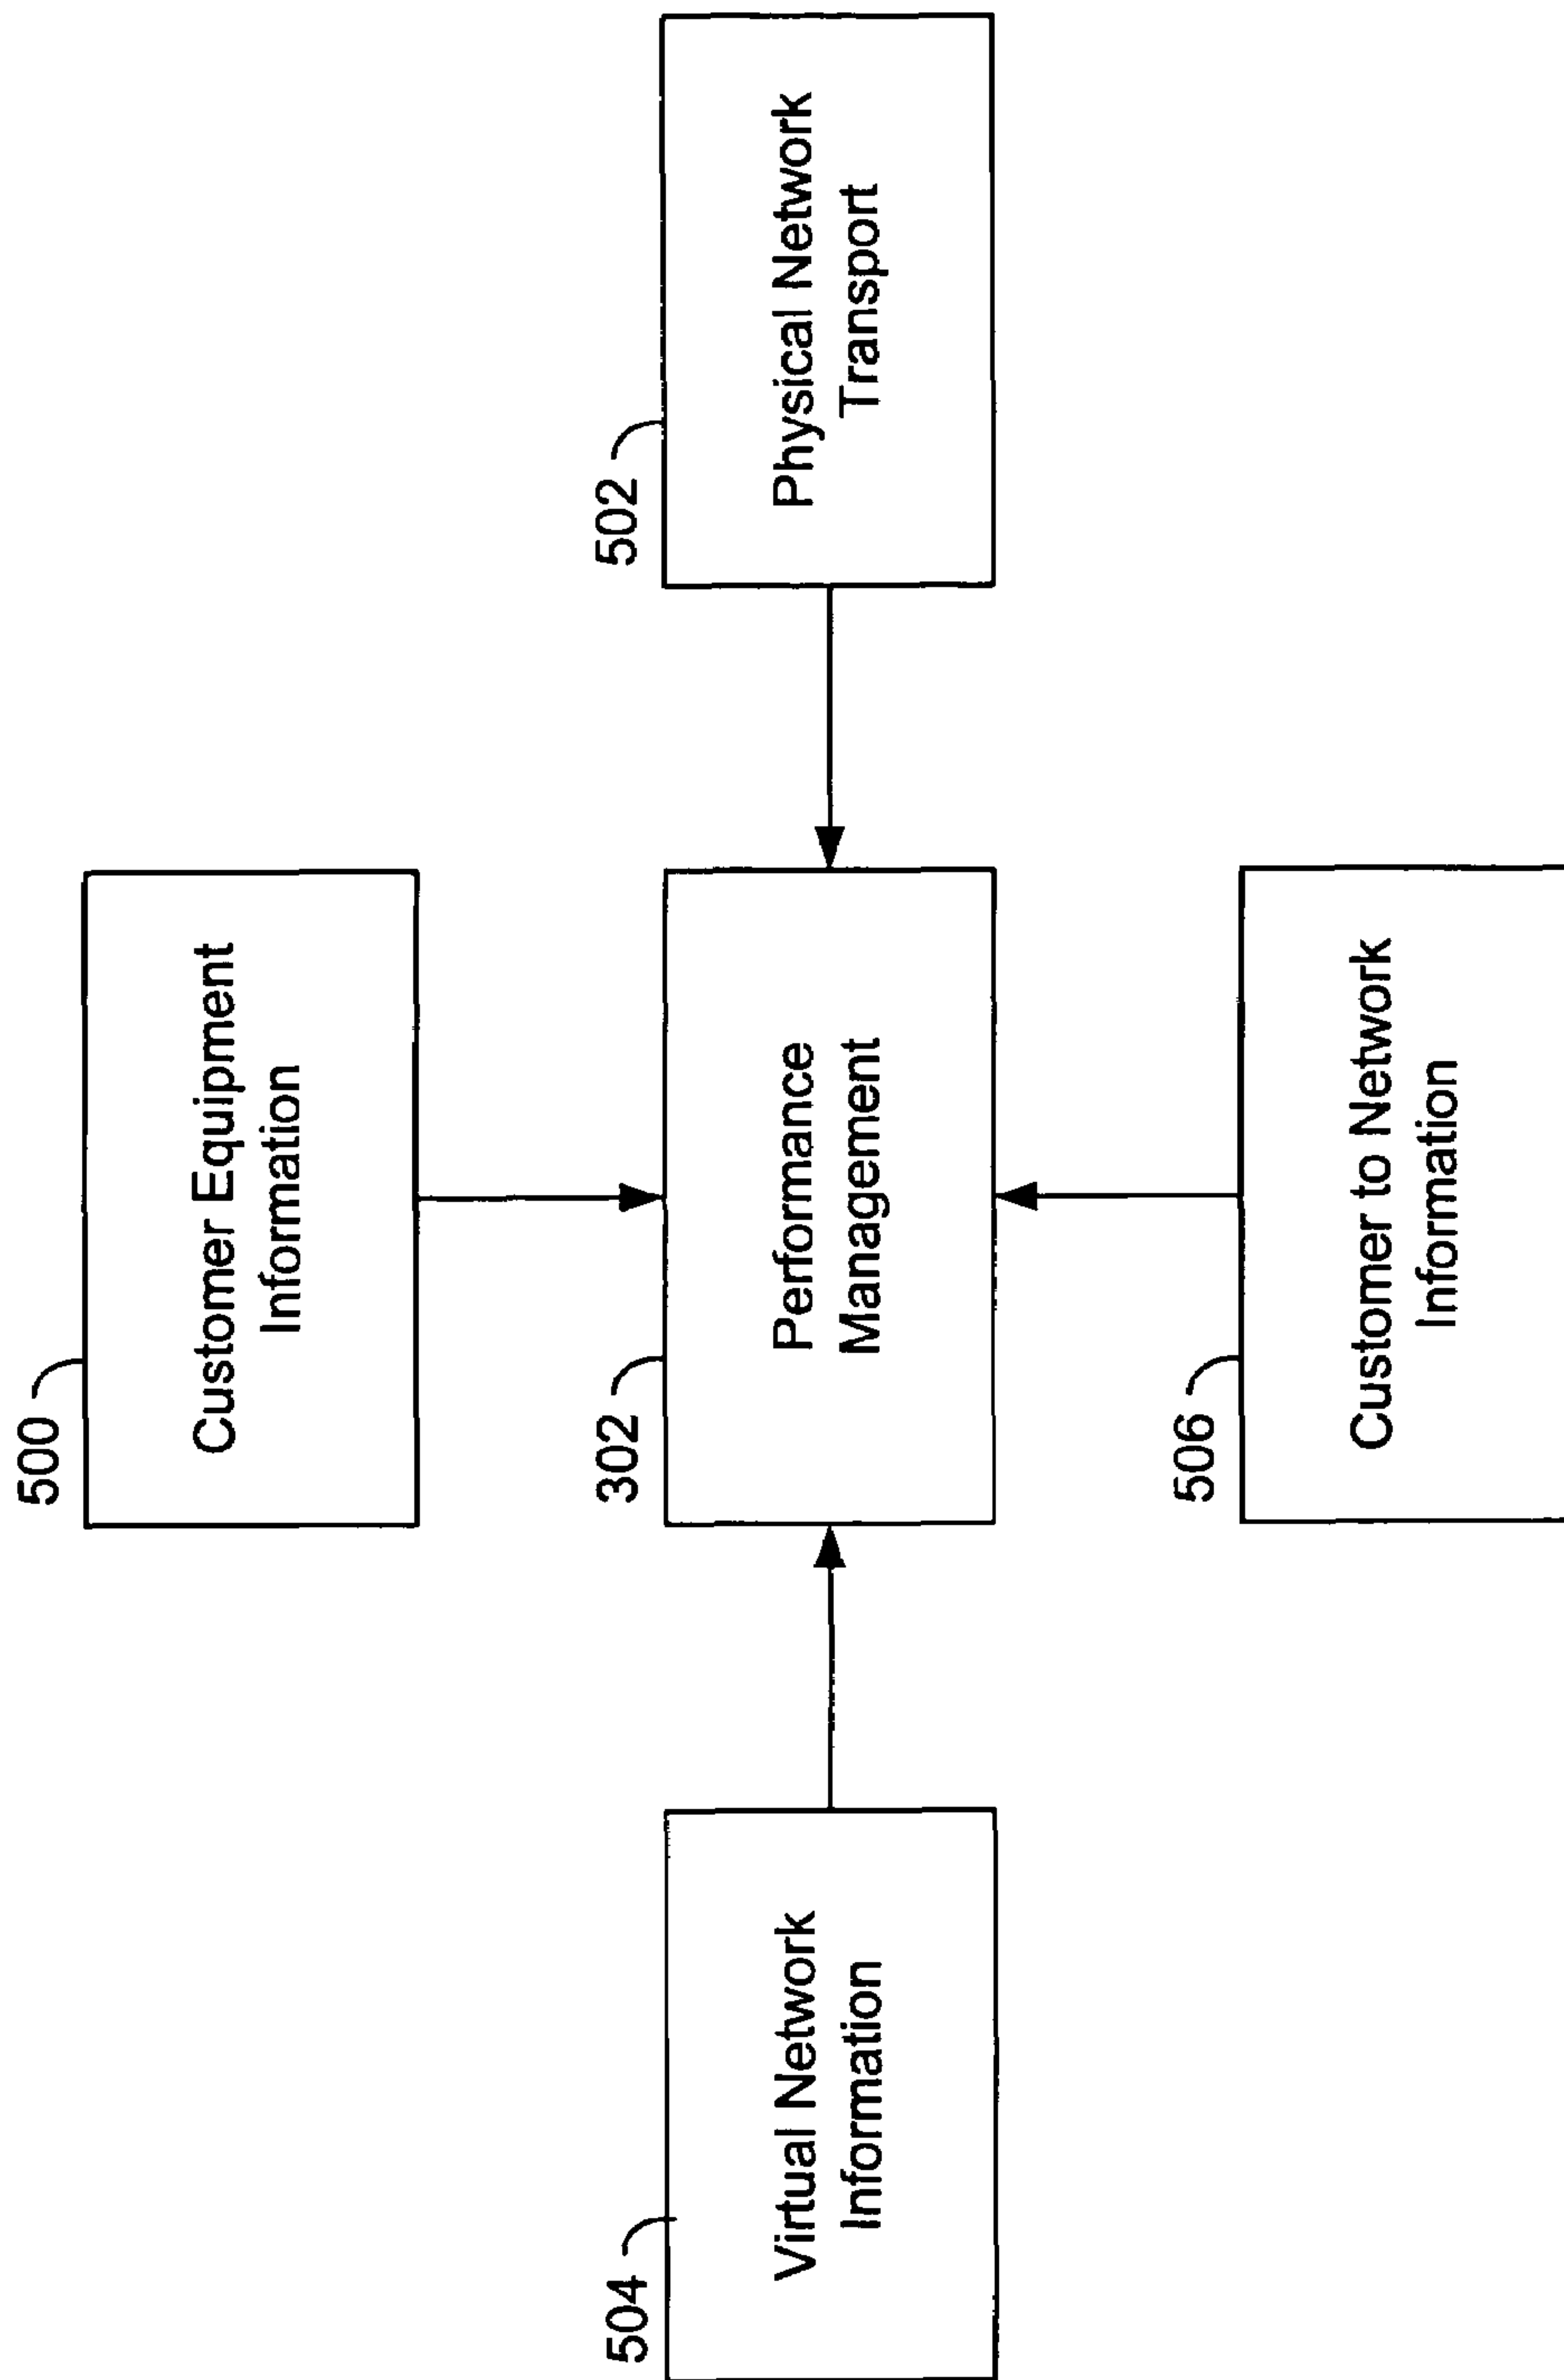 500
Customer Equipment
Information
504
Virtual Network
Information
302
Performance
Management
502
Physical Network
Transport
506
Customer to Network
Information